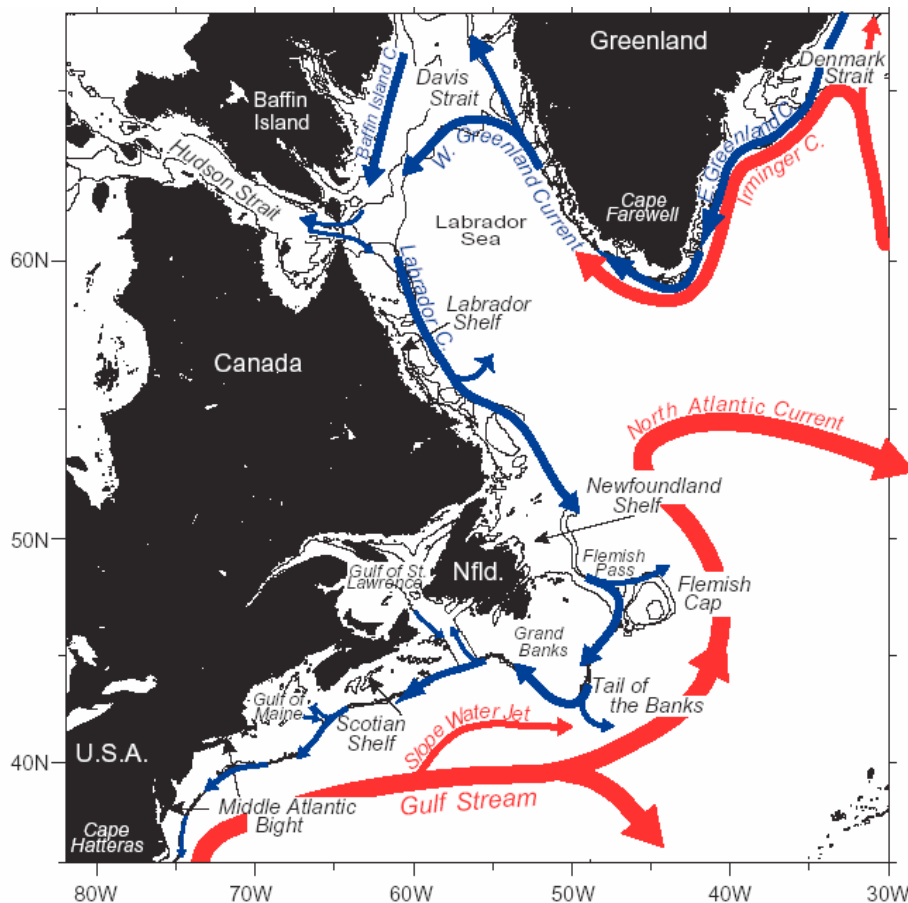 Greenland
Denmark
Strait
Davis
Strait
Baffin Island C.
Baffin
Island
Hudson Strait
W. Greenland Current
E. Greenland C.
Irminger C.
Cape
Farewell
Labrador
Sea
60N
Labrador C.
Labrador
Shelf
Canada
North Atlantic Current
Newfoundland
Shelf
50N
Flemish
Pass
Gulf of St.
Lawrence
Nfld.
Flemish
Cap
Grand
Banks
Tail of
the Banks
Gulf of
Maine
Scotian
Shelf
Slope Water Jet
U.S.A.
40N
Gulf Stream
Middle Atlantic
Bight
Cape
Hatteras
80W
70W
60W
50W
40W
30W